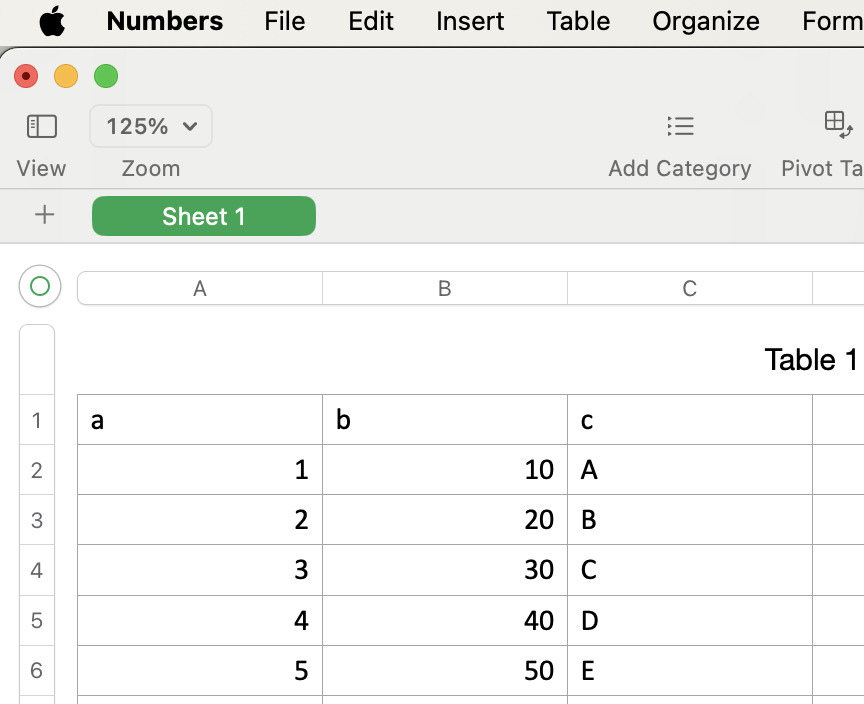 Numbers File Edit Insert Table Organize Form
125%
View Zoom Add Category Pivot Ta
+ Sheet 1
A B C
Table 1
1 a b c
2 1 10 A
3 2 20 B
4 3 30 C
5 4 40 D
6 5 50 E